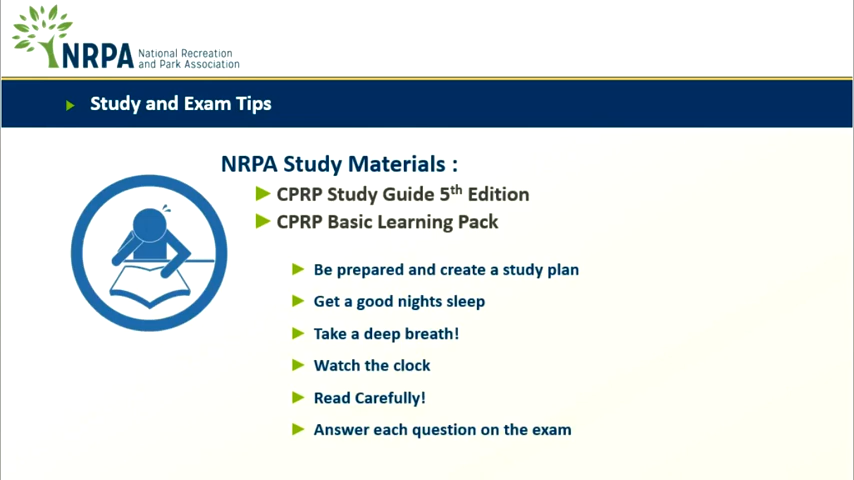 NRPA National Recreation
and Park Association
Study and Exam Tips
NRPA Study Materials :
CPRP Study Guide 5th Edition
CPRP Basic Learning Pack
Be prepared and create a study plan
Get a good nights sleep
Take a deep breath!
Watch the clock
Read Carefully!
Answer each question on the exam